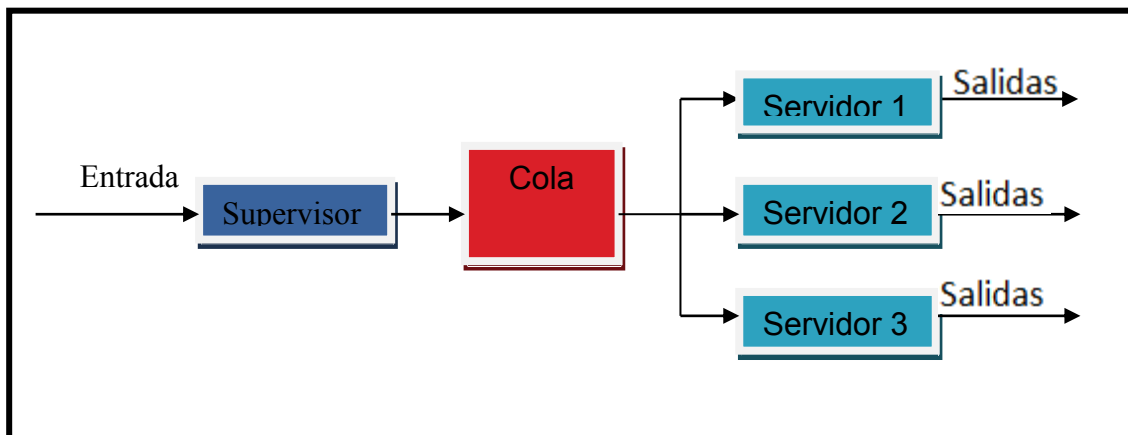 Entrada
Supervisor
Cola
Servidor 1
Salidas
Servidor 2
Salidas
Servidor 3
Salidas